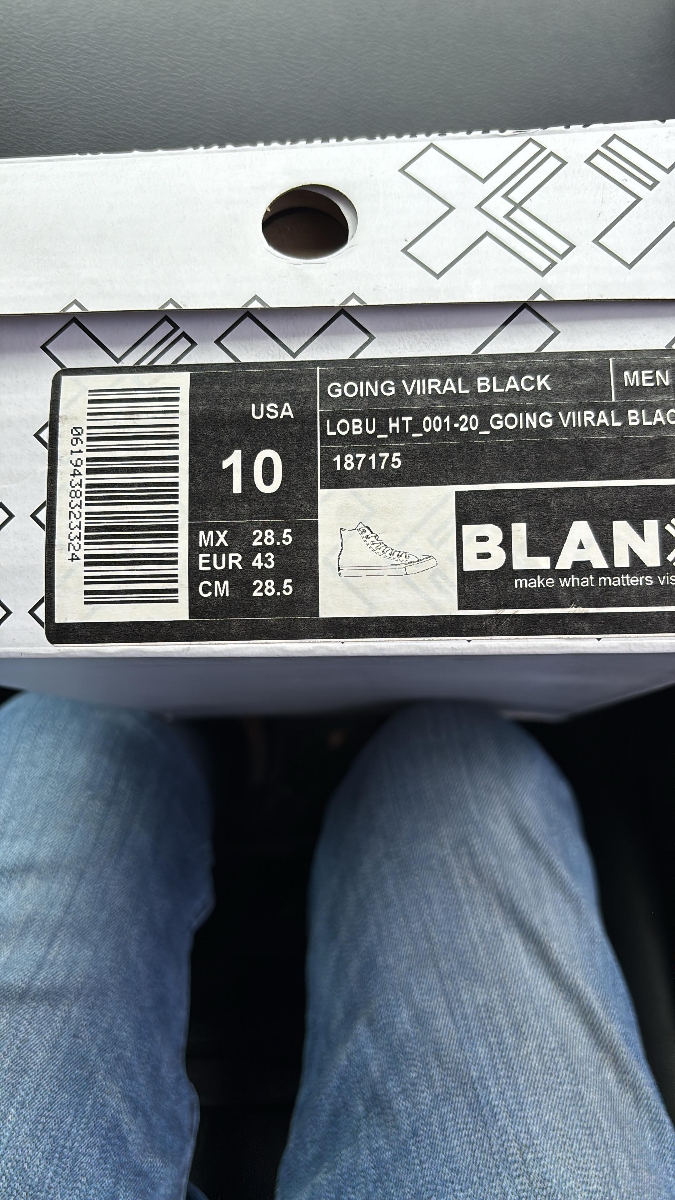 GOING VIIRAL BLACK
MEN
LOBU_HT_001-20_GOING VIIRAL BLAC
187175
USA
10
MX 28.5
EUR 43
CM 28.5
0619438323324
BLAN
make what matters vis